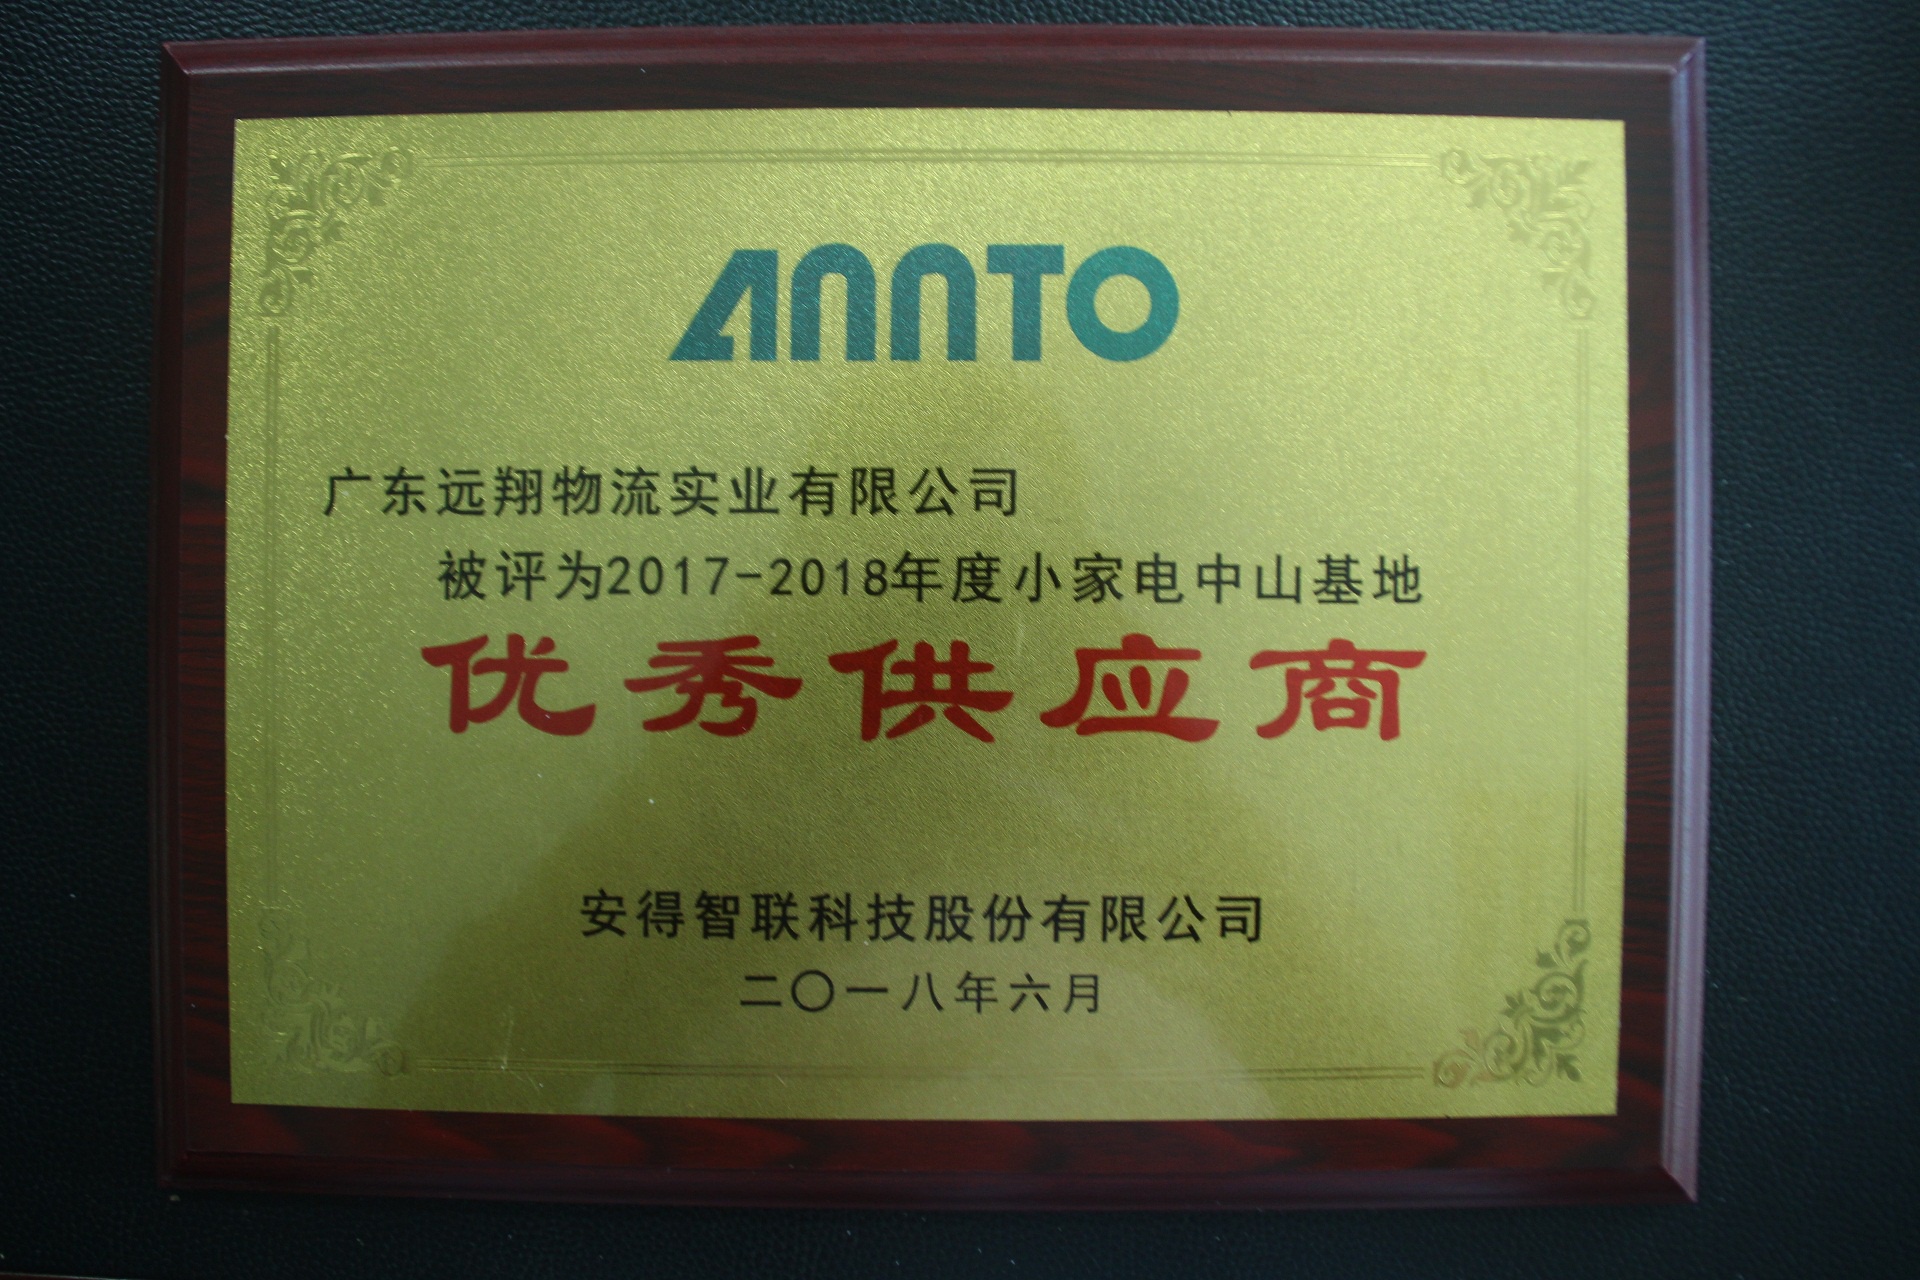 ANNTO
广东远翔物流实业有限公司
被评为2017-2018年度小家电中山基地
优秀供应商
安得智联科技股份有限公司
二〇一八年六月